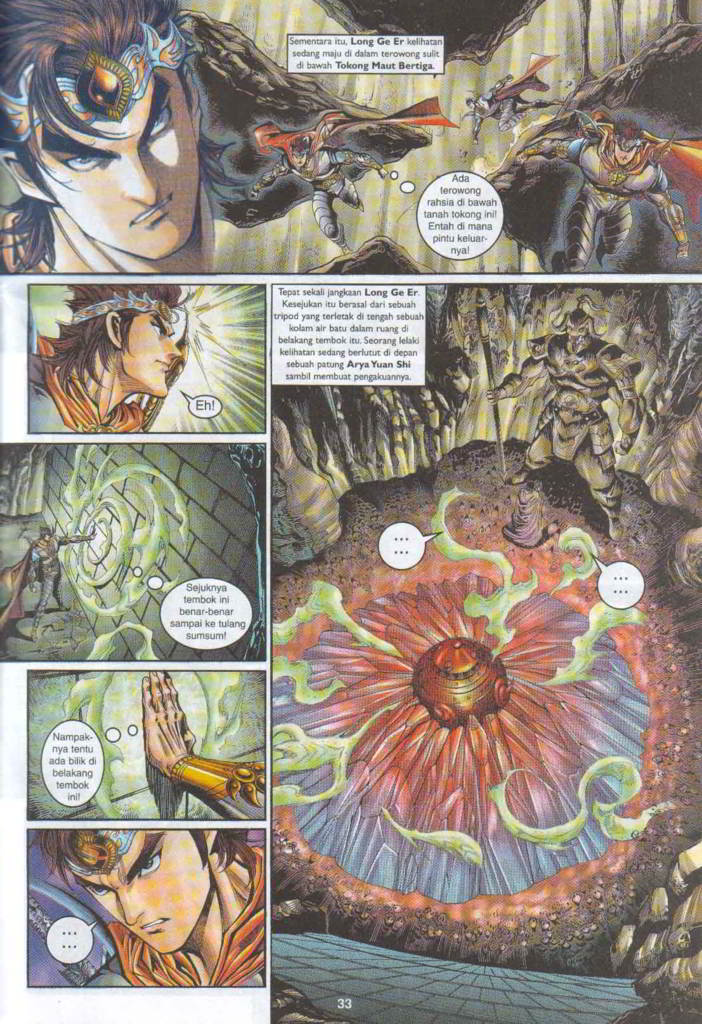 Sementara itu, Long Ge Er kelihatan
sedang maju di dalam terowong sulit
di bawah Tokong Maut Bertiga.
Ada
terowong
rahsia di bawah
tanah tokong ini!
Entah di mana
pintu keluar-
nya!
Eh!
Sejuknya
tembok ini
benar-benar
sampai ke tulang
sumsum!
Nampak-
nya tentu
ada bilik di
belakang
tembok
ini!
...
...
Tepat sekali jangkaan Long Ge Er.
Kesejukan itu berasal dari sebuah
tripod yang terletak di tengah sebuah
kolam air batu dalam ruang di
belakang tembok itu. Seorang lelaki
kelihatan sedang berlutut di depan
sebuah patung Arya Yuan Shi
sambil membuat pengakuannya.
...
...
...
...
33